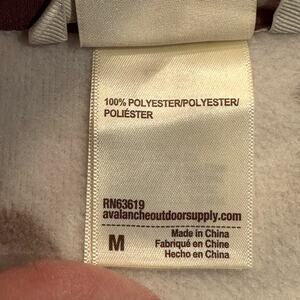 100% POLYESTER/POLYESTER/
POLIÉSTER
RN63619
avalancheoutdoorsupply.com
M
Made in China
Fabriqué en Chine
Hecho en China